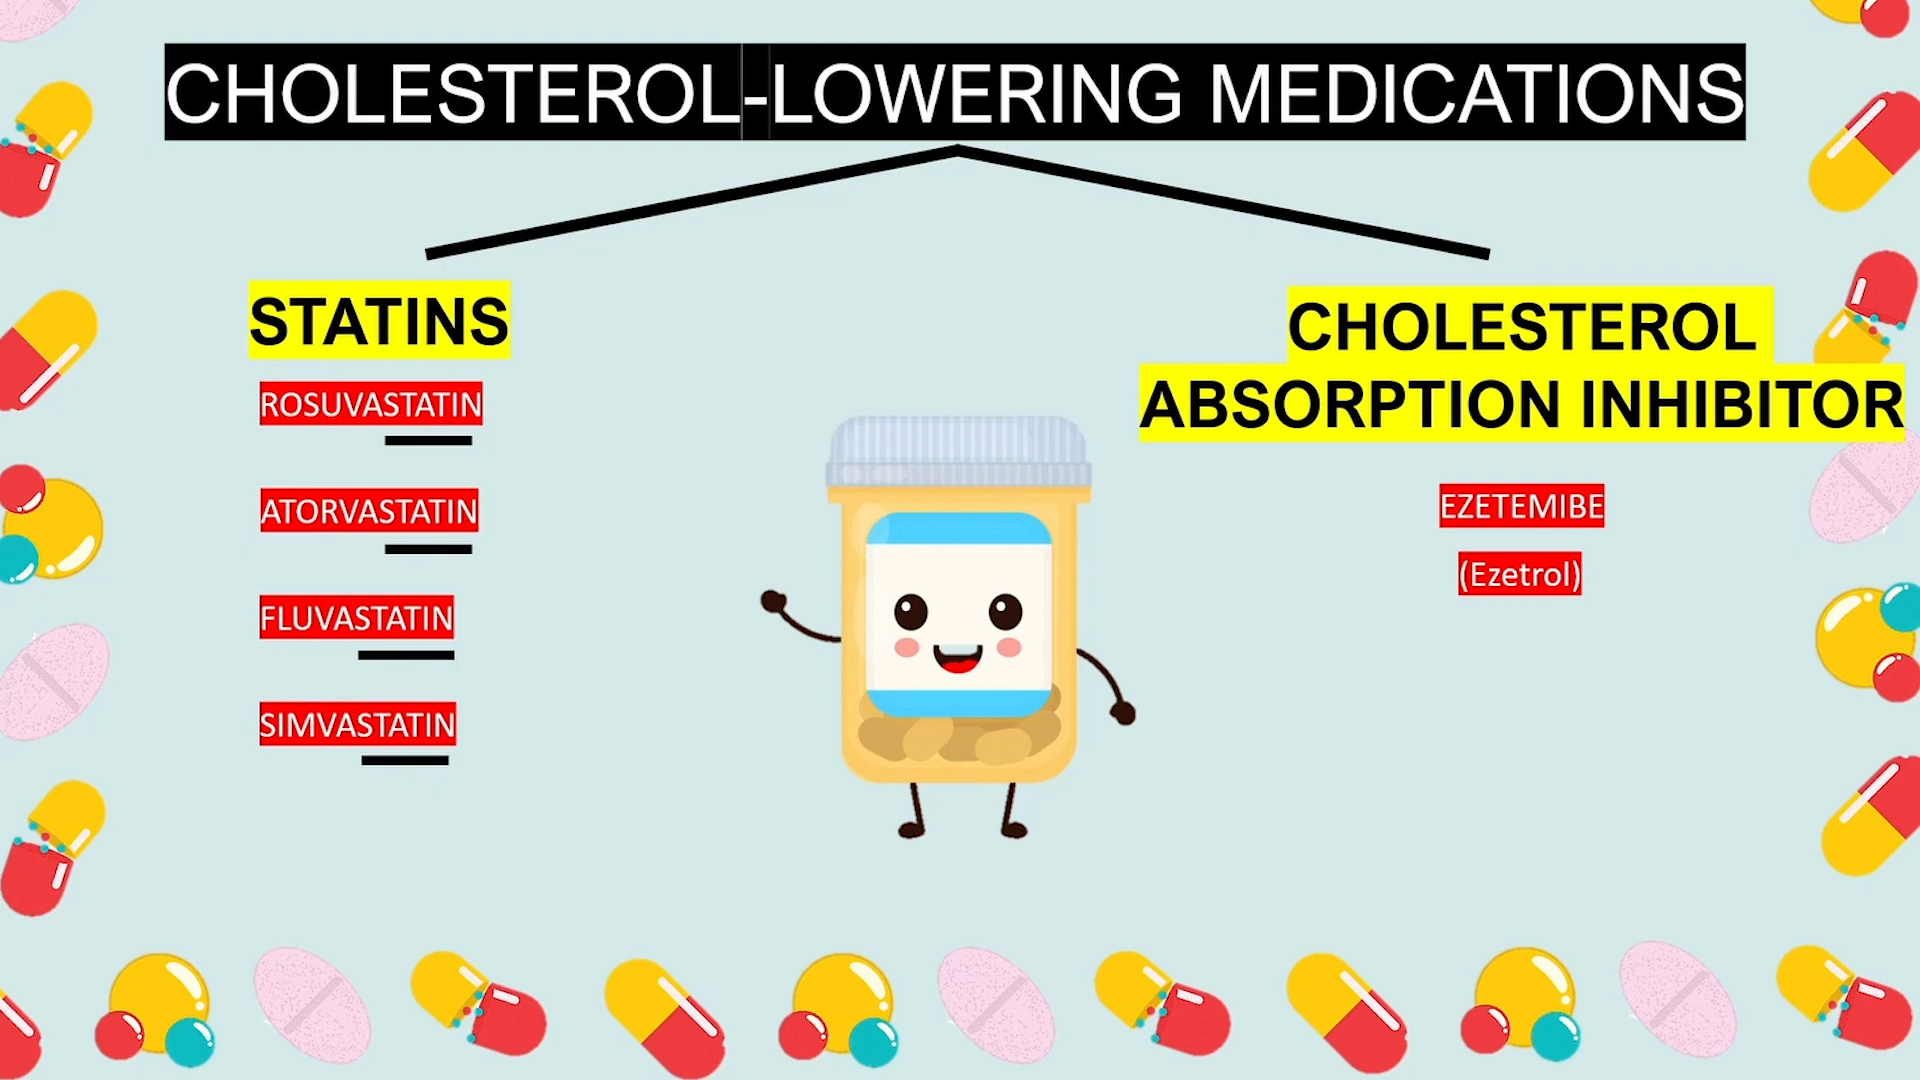 CHOLESTEROL-LOWERING MEDICATIONS
STATINS
ROSUVASTATIN
ATORVASTATIN
FLUVASTATIN
SIMVASTATIN
CHOLESTEROL
ABSORPTION INHIBITOR
EZETEMIBE
(Ezetrol)